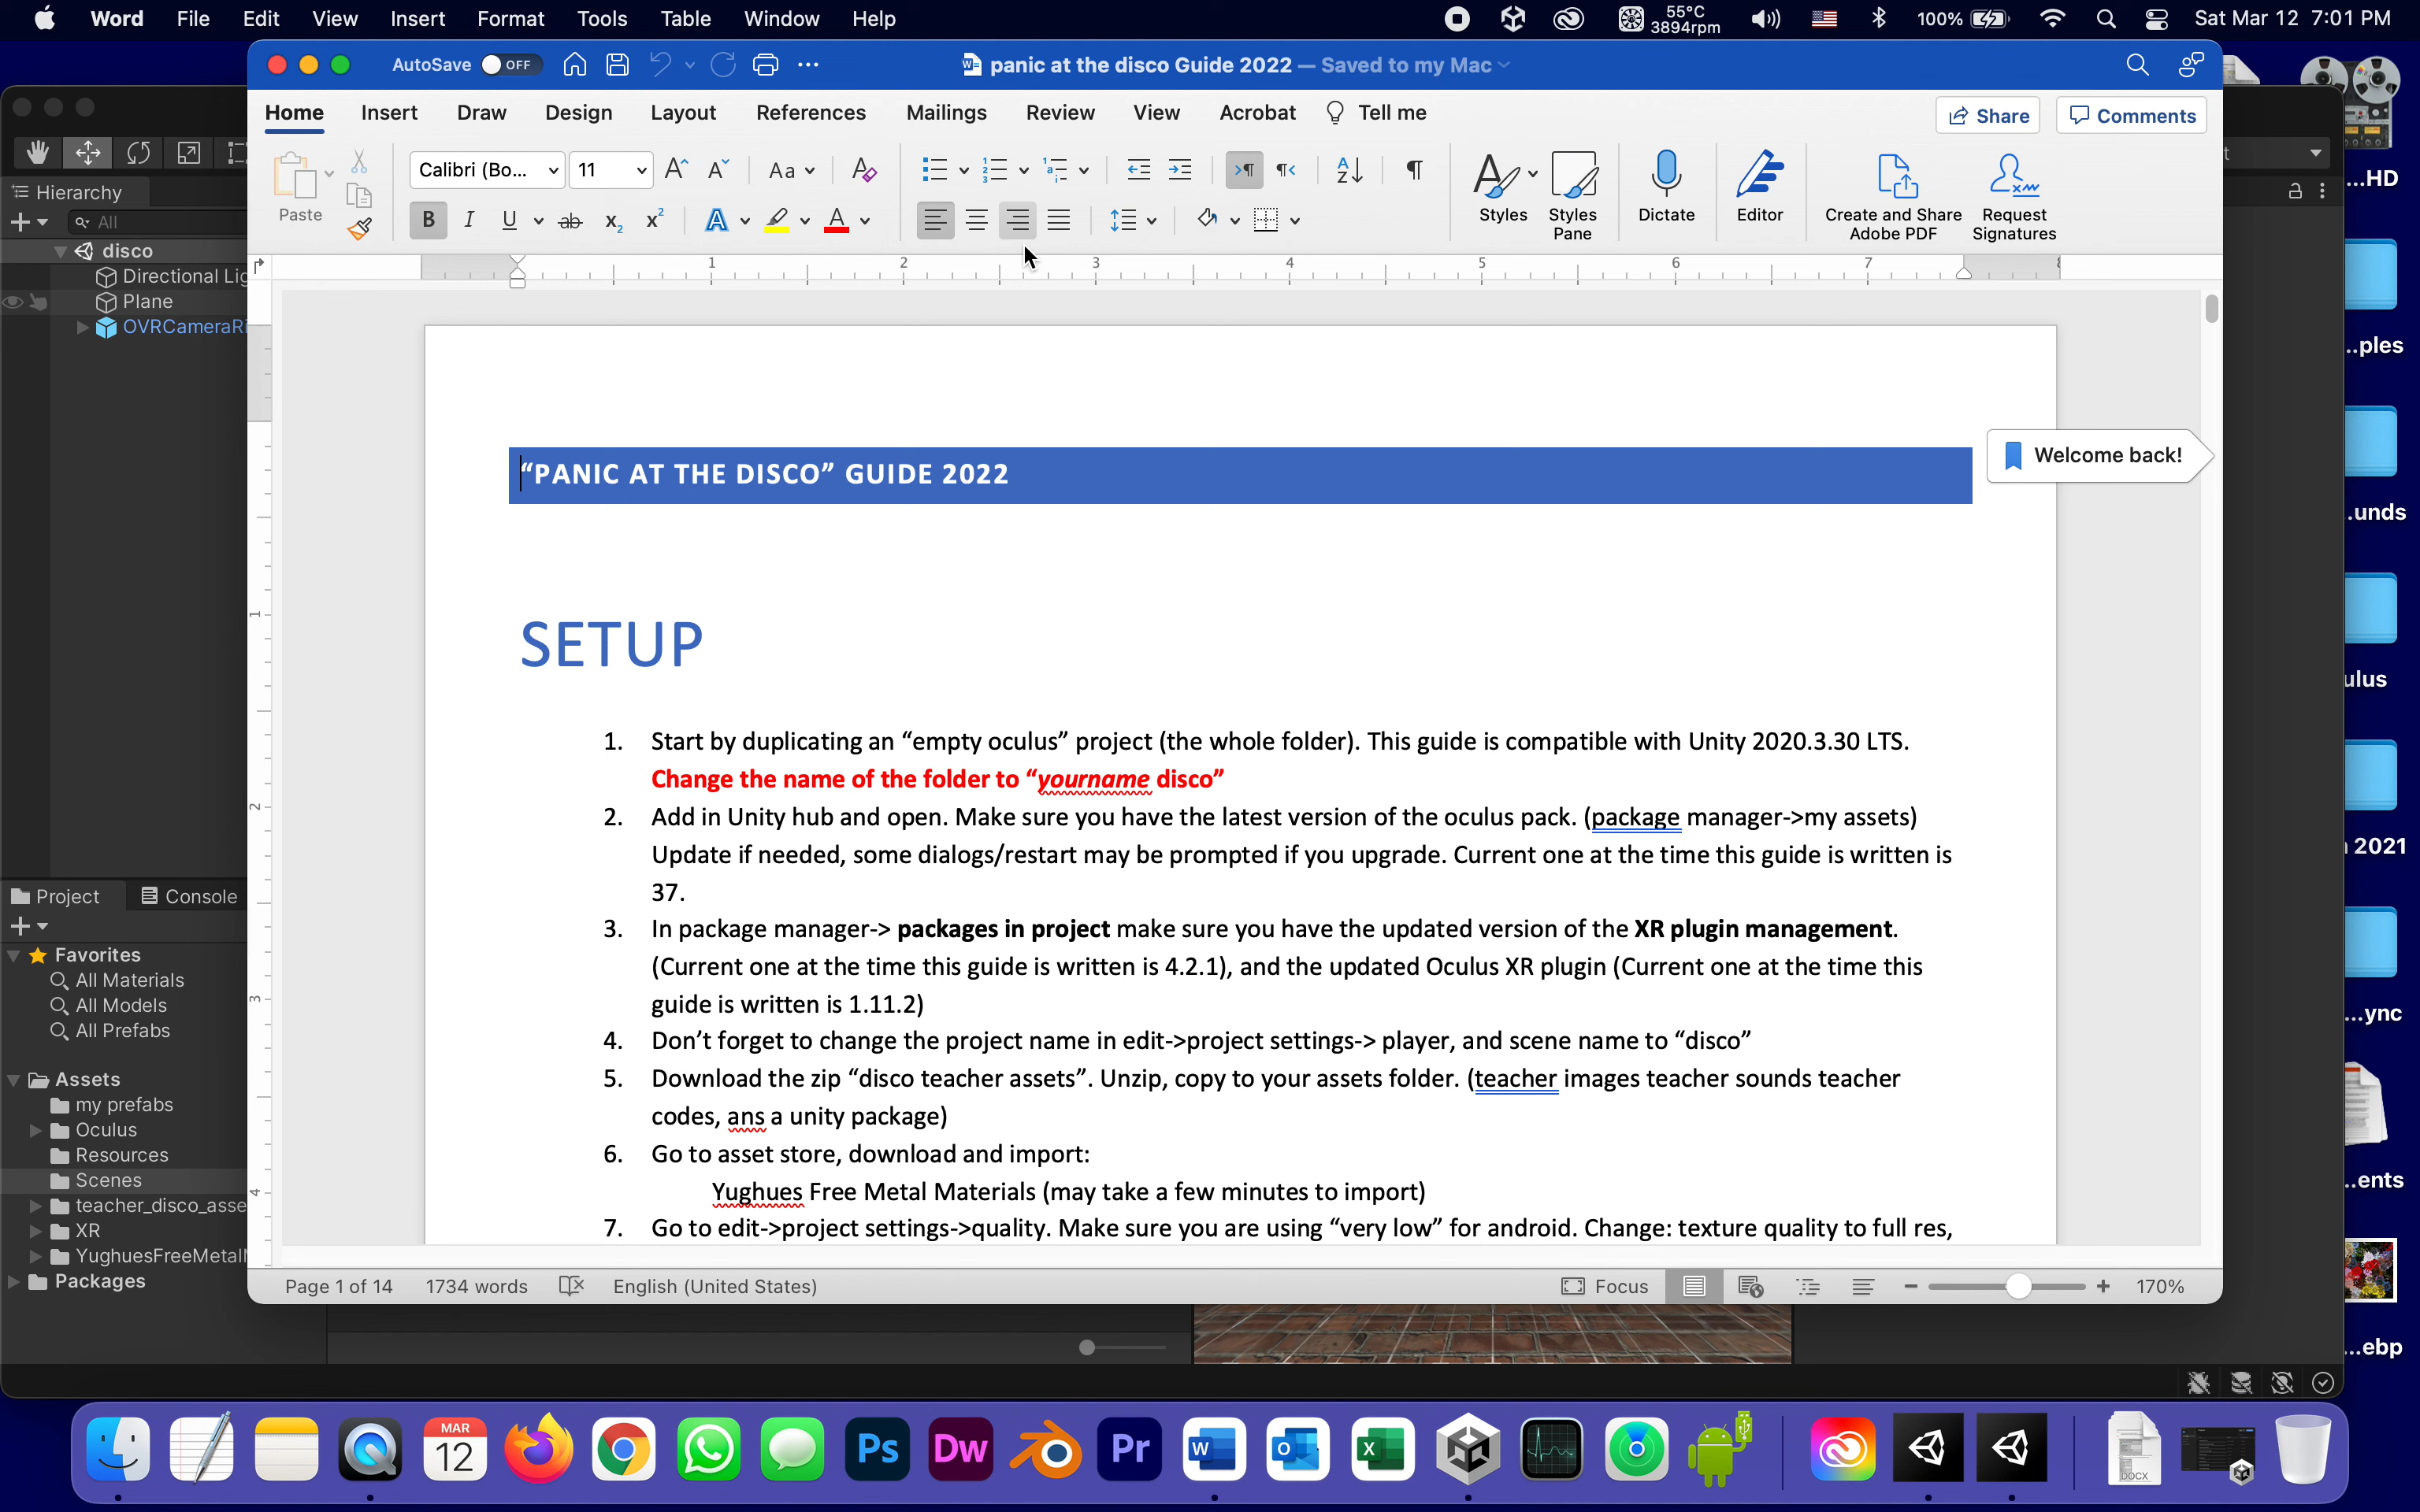 Word File Edit View Insert Format Tools Table Window Help
55°C
3894rpm
100%
Sat Mar 12 7:01 PM
AutoSave OFF
panic at the disco Guide 2022 — Saved to my Mac
Home Insert Draw Design Layout References Mailings Review View Acrobat Tell me
Share Comments
Paste
Calibri (Bo... 11
Styles
Styles
Pane
Dictate
Editor
Create and Share
Adobe PDF
Request
Signatures
Hierarchy
All
disco
Directional Lig
Plane
OVRCameraRi
1 2 3 4 5 6 7
Welcome back!
“PANIC AT THE DISCO” GUIDE 2022
SETUP
1. Start by duplicating an “empty oculus” project (the whole folder). This guide is compatible with Unity 2020.3.30 LTS.
Change the name of the folder to “yourname disco”
2. Add in Unity hub and open. Make sure you have the latest version of the oculus pack. (package manager->my assets)
Update if needed, some dialogs/restart may be prompted if you upgrade. Current one at the time this guide is written is
37.
3. In package manager-> packages in project make sure you have the updated version of the XR plugin management.
(Current one at the time this guide is written is 4.2.1), and the updated Oculus XR plugin (Current one at the time this
guide is written is 1.11.2)
4. Don’t forget to change the project name in edit->project settings-> player, and scene name to “disco”
5. Download the zip “disco teacher assets”. Unzip, copy to your assets folder. (teacher images teacher sounds teacher
codes, ans a unity package)
6. Go to asset store, download and import:
Yughues Free Metal Materials (may take a few minutes to import)
7. Go to edit->project settings->quality. Make sure you are using “very low” for android. Change: texture quality to full res,
Project Console
Favorites
All Materials
All Models
All Prefabs
Assets
my prefabs
Oculus
Resources
Scenes
teacher_disco_asse
XR
YughuesFreeMetal
Packages
Page 1 of 14 1734 words English (United States)
Focus
170%
...HD
..ples
.unds
ulus
2021
...ync
..ents
...ebp
MAR
12
Ps
Dw
Pr
W
O
X
DOCX